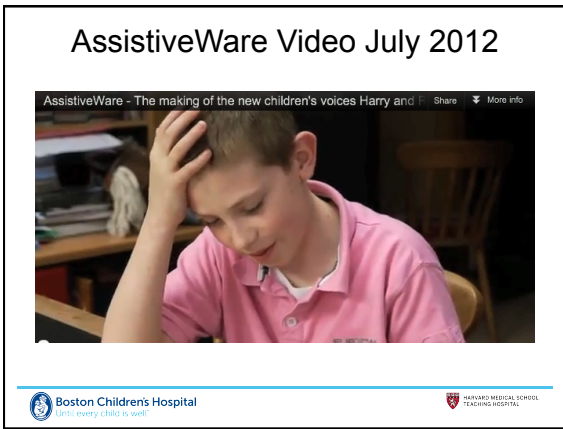 AssistiveWare Video July 2012
AssistiveWare - The making of the new children's voices Harry and Share More info
Boston Children's Hospital
Until every child is well™
HARVARD MEDICAL SCHOOL
TEACHING HOSPITAL